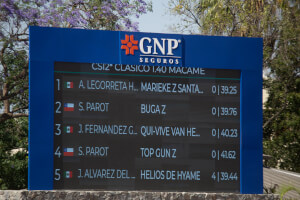 GNP
SEGUROS
CSI2* CLASICO 1.40 MACAME
1 A. LEGORRETA H... MARIEKE Z SANTA... 0 | 39.25
2 S. PAROT BUGA Z 0 | 39.76
3 J. FERNANDEZ G... QUI-VIVE VAN HE... 0 | 40.23
4 S. PAROT TOP GUN Z 0 | 41.62
5 J. ALVAREZ DEL... HELIOS DE HYAME 4 | 39.44